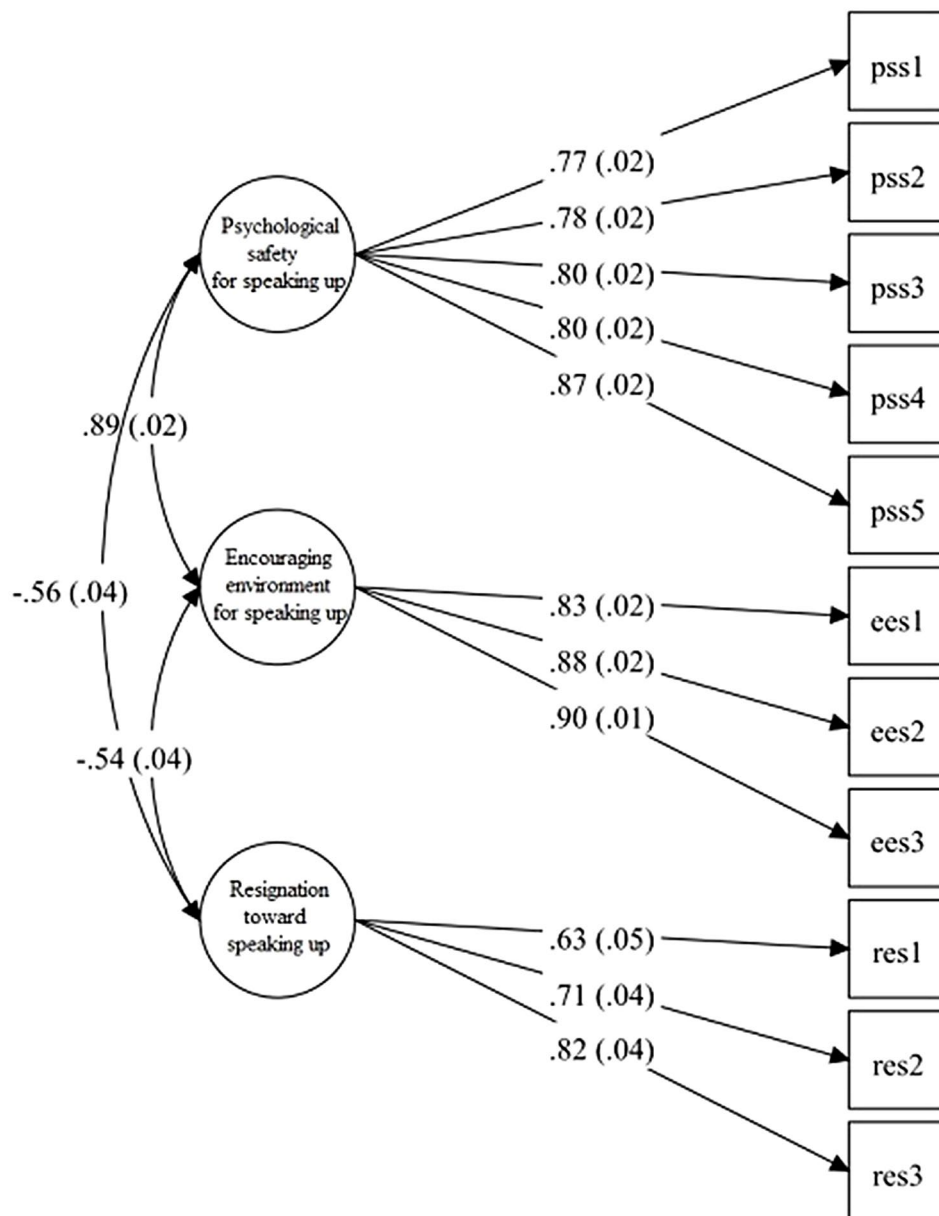 pss1
.77 (.02)
pss2
.78 (.02)
Psychological
safety
for speaking up
.80 (.02)
pss3
.80 (.02)
pss4
.87 (.02)
.89 (.02)
pss5
Encouraging
environment
for speaking up
-.56 (.04)
.83 (.02)
ees1
.88 (.02)
ees2
.90 (.01)
-.54 (.04)
ees3
Resignation
toward
speaking up
.63 (.05)
res1
.71 (.04)
res2
.82 (.04)
res3